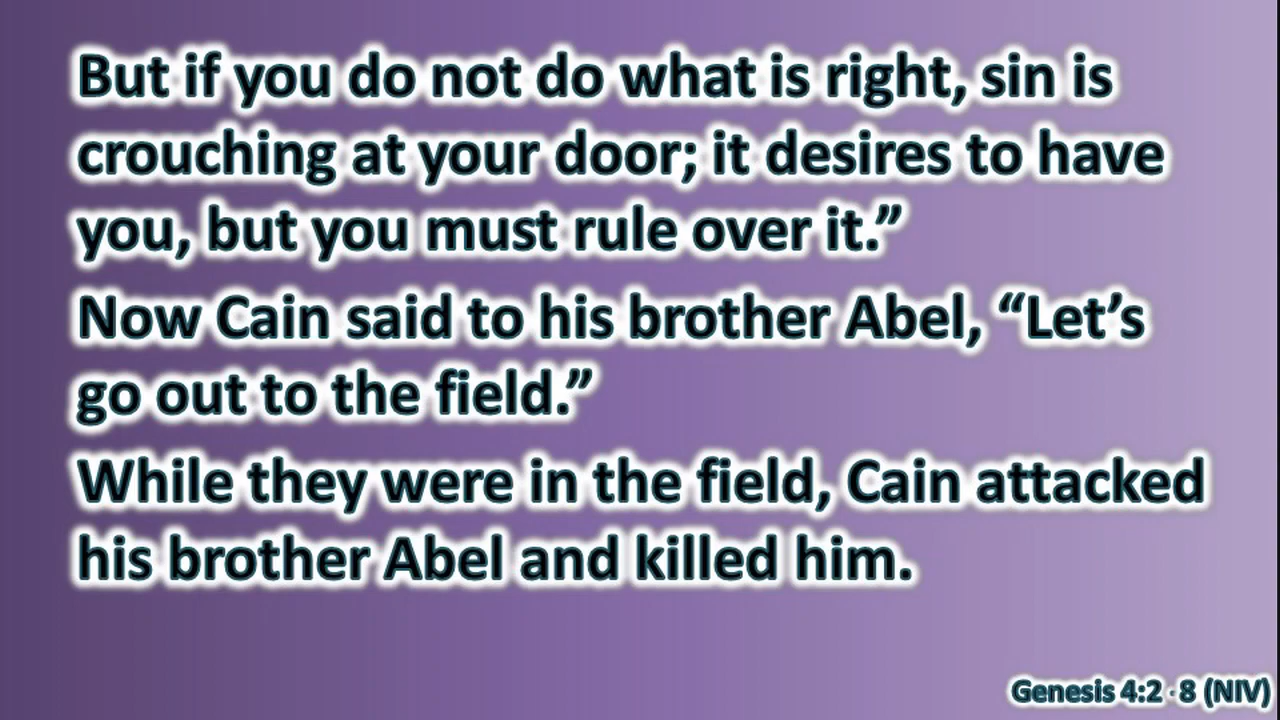 But if you do not do what is right, sin is
crouching at your door; it desires to have
you, but you must rule over it.”
Now Cain said to his brother Abel, “Let’s
go out to the field.”
While they were in the field, Cain attacked
his brother Abel and killed him.
Genesis 4:2 - 8 (NIV)